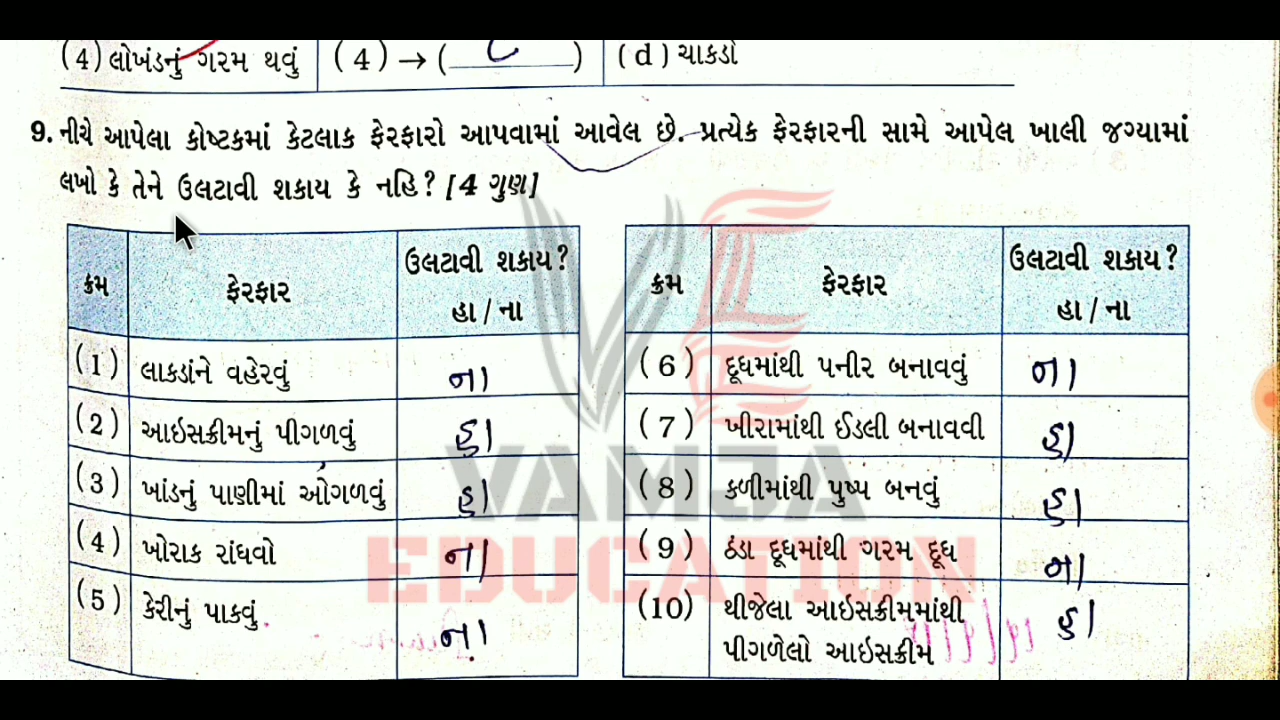 (4) લોખંડનું ગરમ થવું (4) → ( c ) (d) ચાકડો
9. નીચે આપેલા કોષ્ટકમાં કેટલાક ફેરફારો આપવામાં આવેલ છે. પ્રત્યેક ફેરફારની સામે આપેલ ખાલી જગ્યામાં
લખો કે તેને ઉલટાવી શકાય કે નહિ? [4 ગુણ]
ક્રમ ફેરફાર ઉલટાવી શકાય? હા / ના
(1) લાકડાંને વહેરવું ના
(2) આઇસક્રીમનું પીગળવું હા
(3) ખાંડનું પાણીમાં ઓગળવું હા
(4) ખોરાક રાંધવો ના
(5) કેરીનું પાકવું ના
ક્રમ ફેરફાર ઉલટાવી શકાય? હા / ના
(6) દૂધમાંથી પનીર બનાવવું ના
(7) ખીરામાંથી ઈડલી બનાવવી હા
(8) કળીમાંથી પુષ્પ બનવું હા
(9) ઠંડા દૂધમાંથી ગરમ દૂધ ના
(10) થીજેલા આઇસક્રીમમાંથી
પીગળેલો આઇસક્રીમ હા
VAMJA
EDUCATION